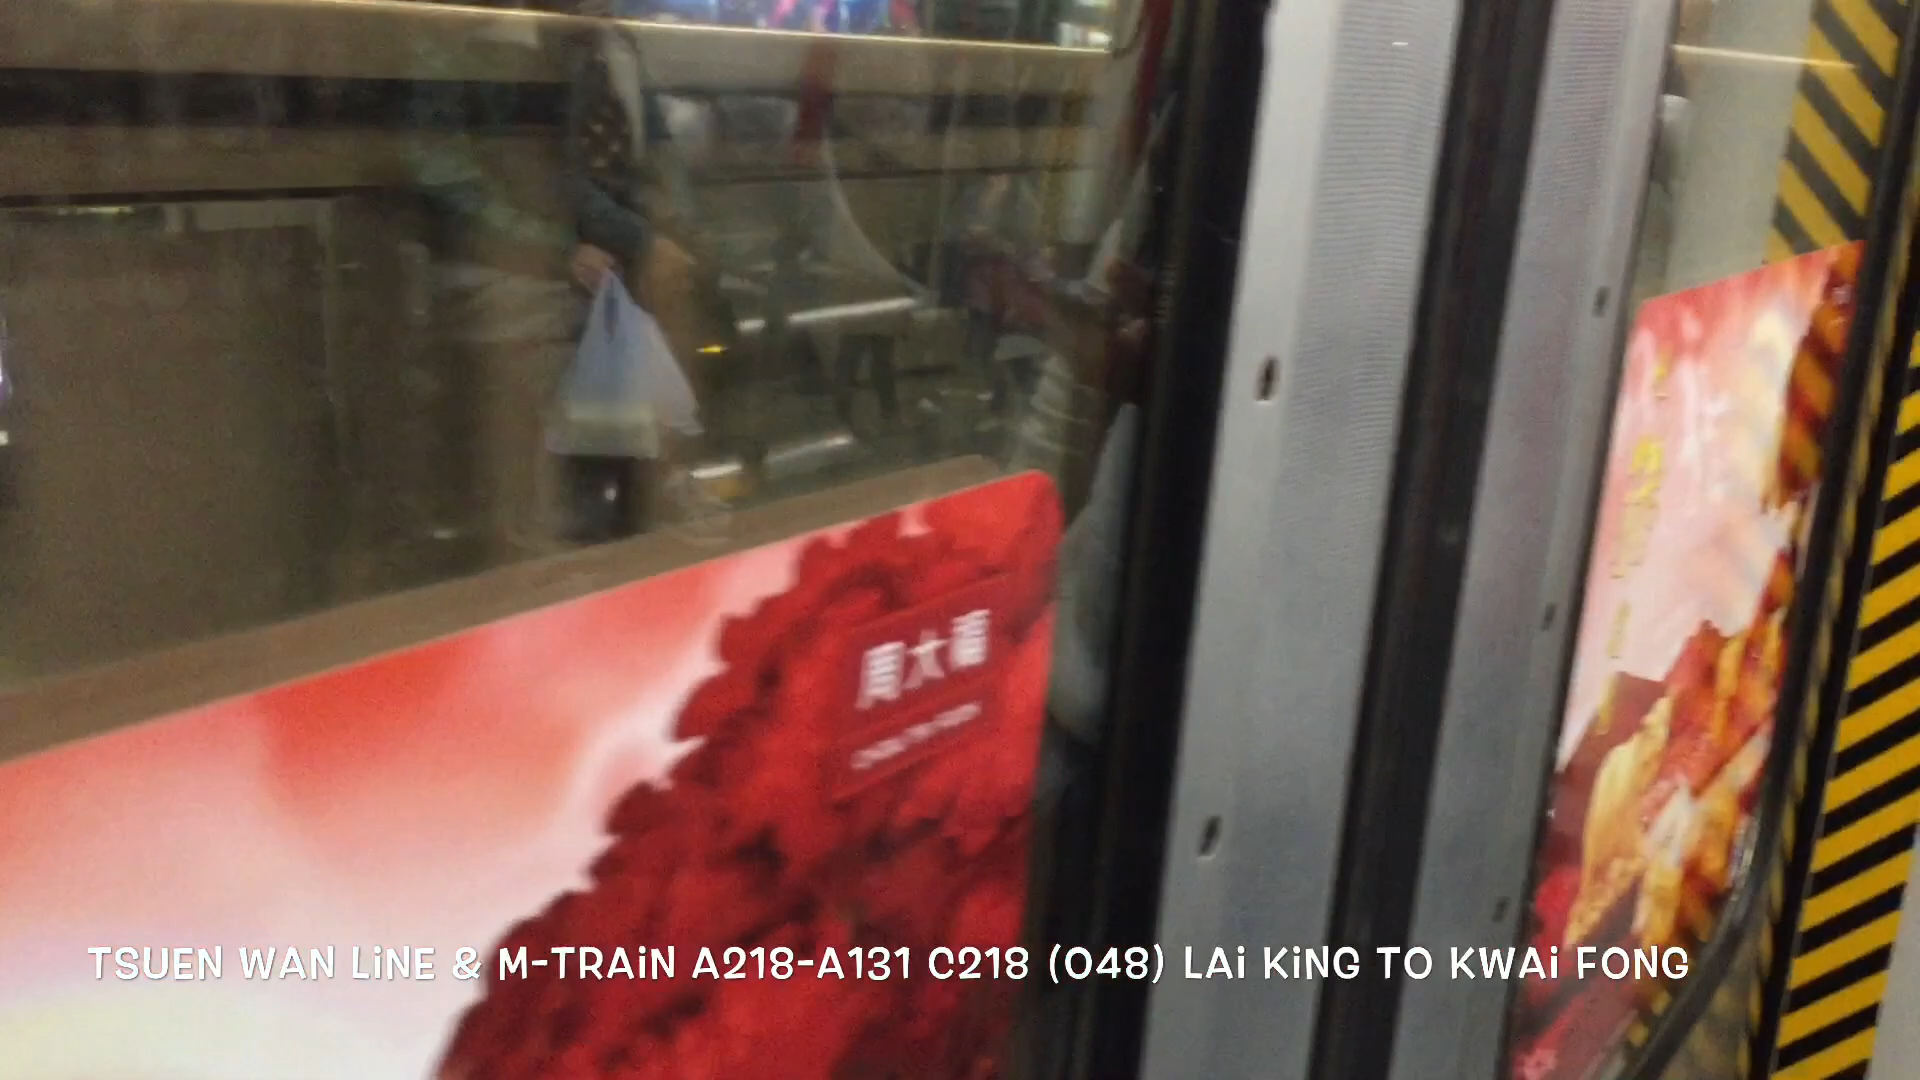 周大福
TSUEN WAN LiNE & M-TRAiN A218-A131 C218 (048) LAi KiNG TO KWAi FONG